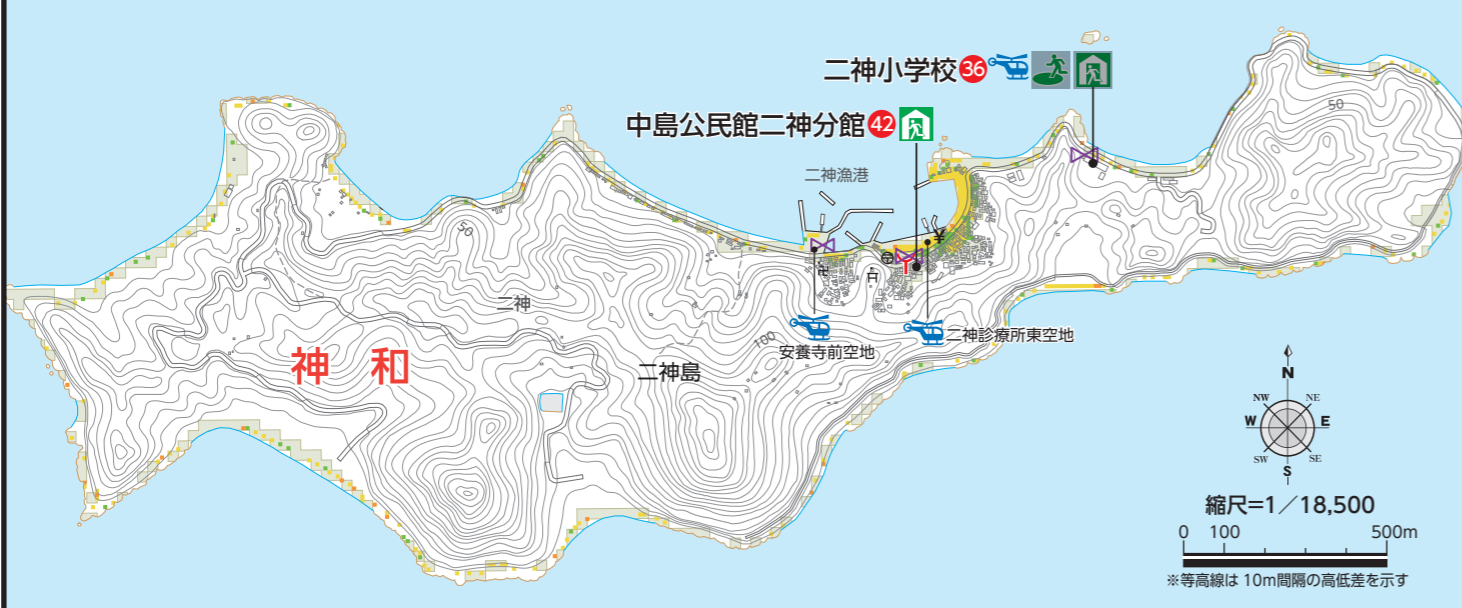 二神小学校 36
中島公民館二神分館 42
二神漁港
50
50
二神
100
二神診療所東空地
安養寺前空地
神和
二神島
N
NW NE
W E
SW SE
S
縮尺=1/18,500
0 100 500m
※等高線は10m間隔の高低差を示す